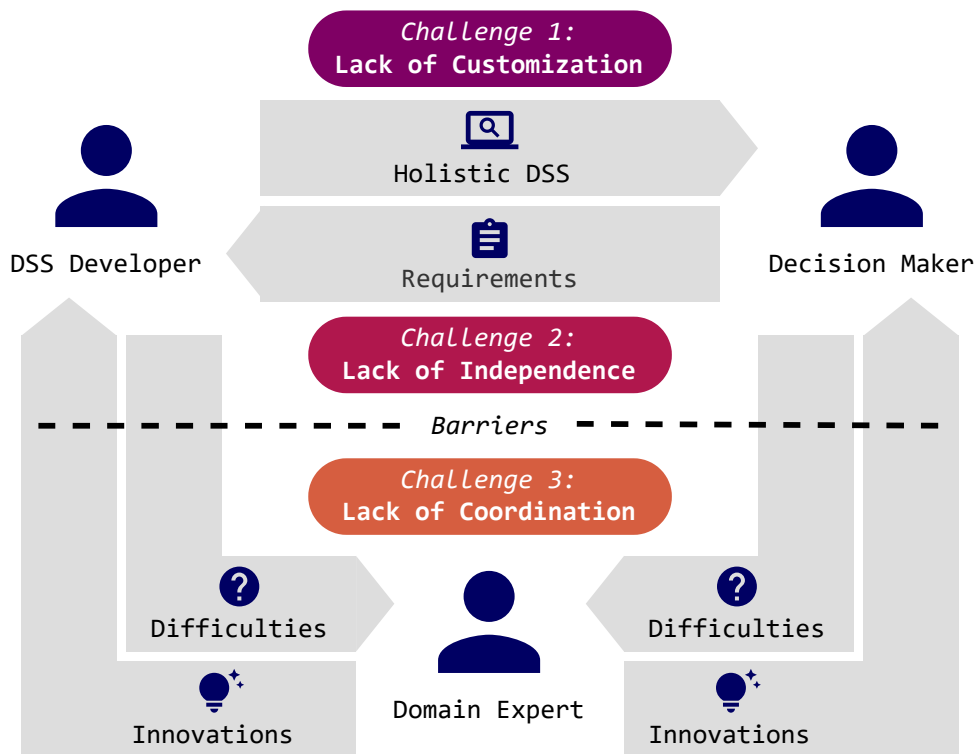 Challenge 1:
Lack of Customization
Holistic DSS
DSS Developer
Decision Maker
Requirements
Challenge 2:
Lack of Independence
Barriers
Challenge 3:
Lack of Coordination
Difficulties
Difficulties
Domain Expert
Innovations
Innovations